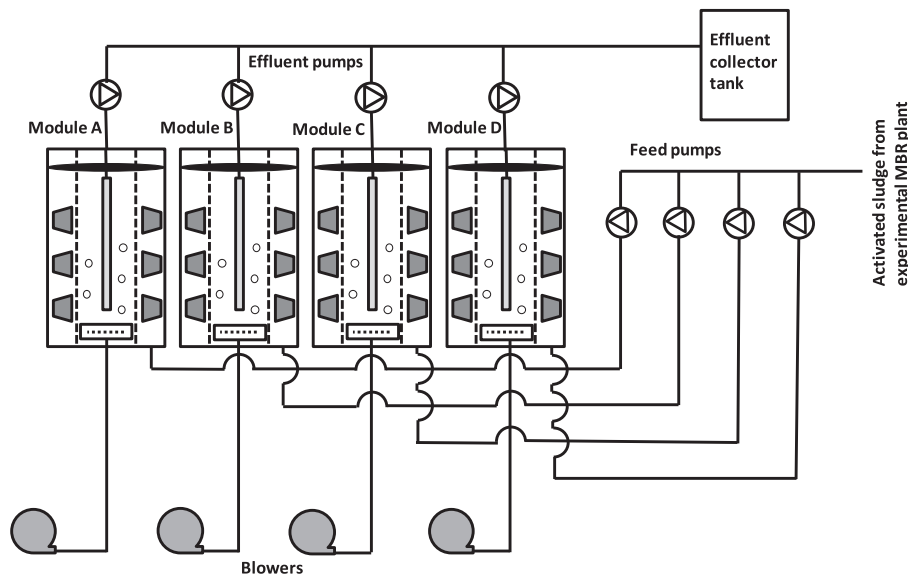 Effluent
collector
tank
Effluent pumps
Module A
Module B
Module C
Module D
Feed pumps
Activated sludge from
experimental MBR plant
Blowers